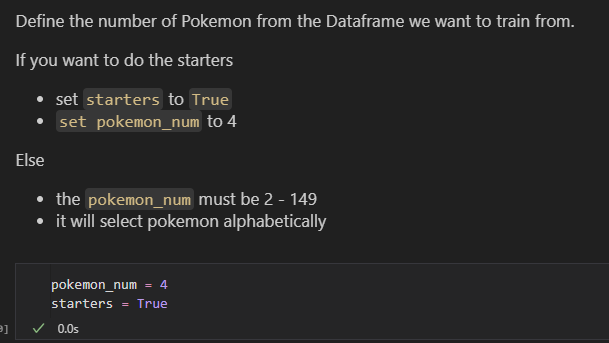 Define the number of Pokemon from the Dataframe we want to train from.
If you want to do the starters
• set starters to True
• set pokemon_num to 4
Else
• the pokemon_num must be 2 - 149
• it will select pokemon alphabetically
pokemon_num = 4
starters = True
✓ 0.0s